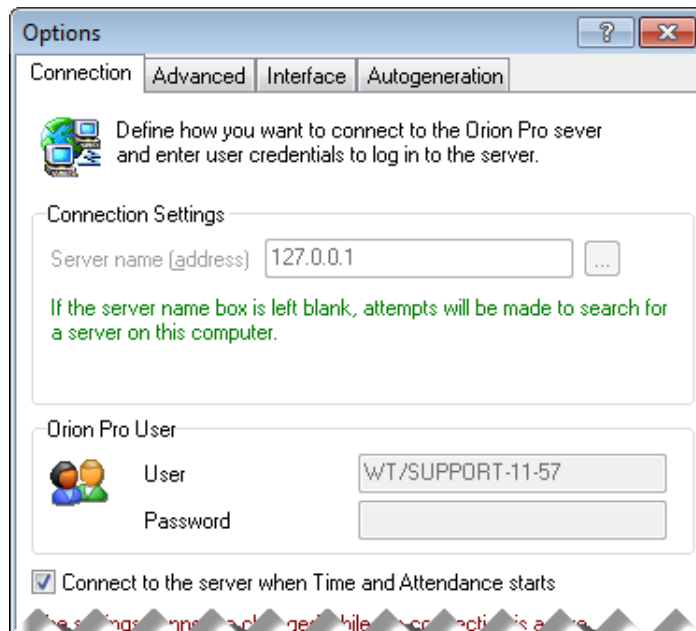 Options
Connection Advanced Interface Autogeneration
Define how you want to connect to the Orion Pro sever
and enter user credentials to log in to the server.
Connection Settings
Server name (address) 127.0.0.1 ...
If the server name box is left blank, attempts will be made to search for
a server on this computer.
Orion Pro User
User WT/SUPPORT-11-57
Password
Connect to the server when Time and Attendance starts